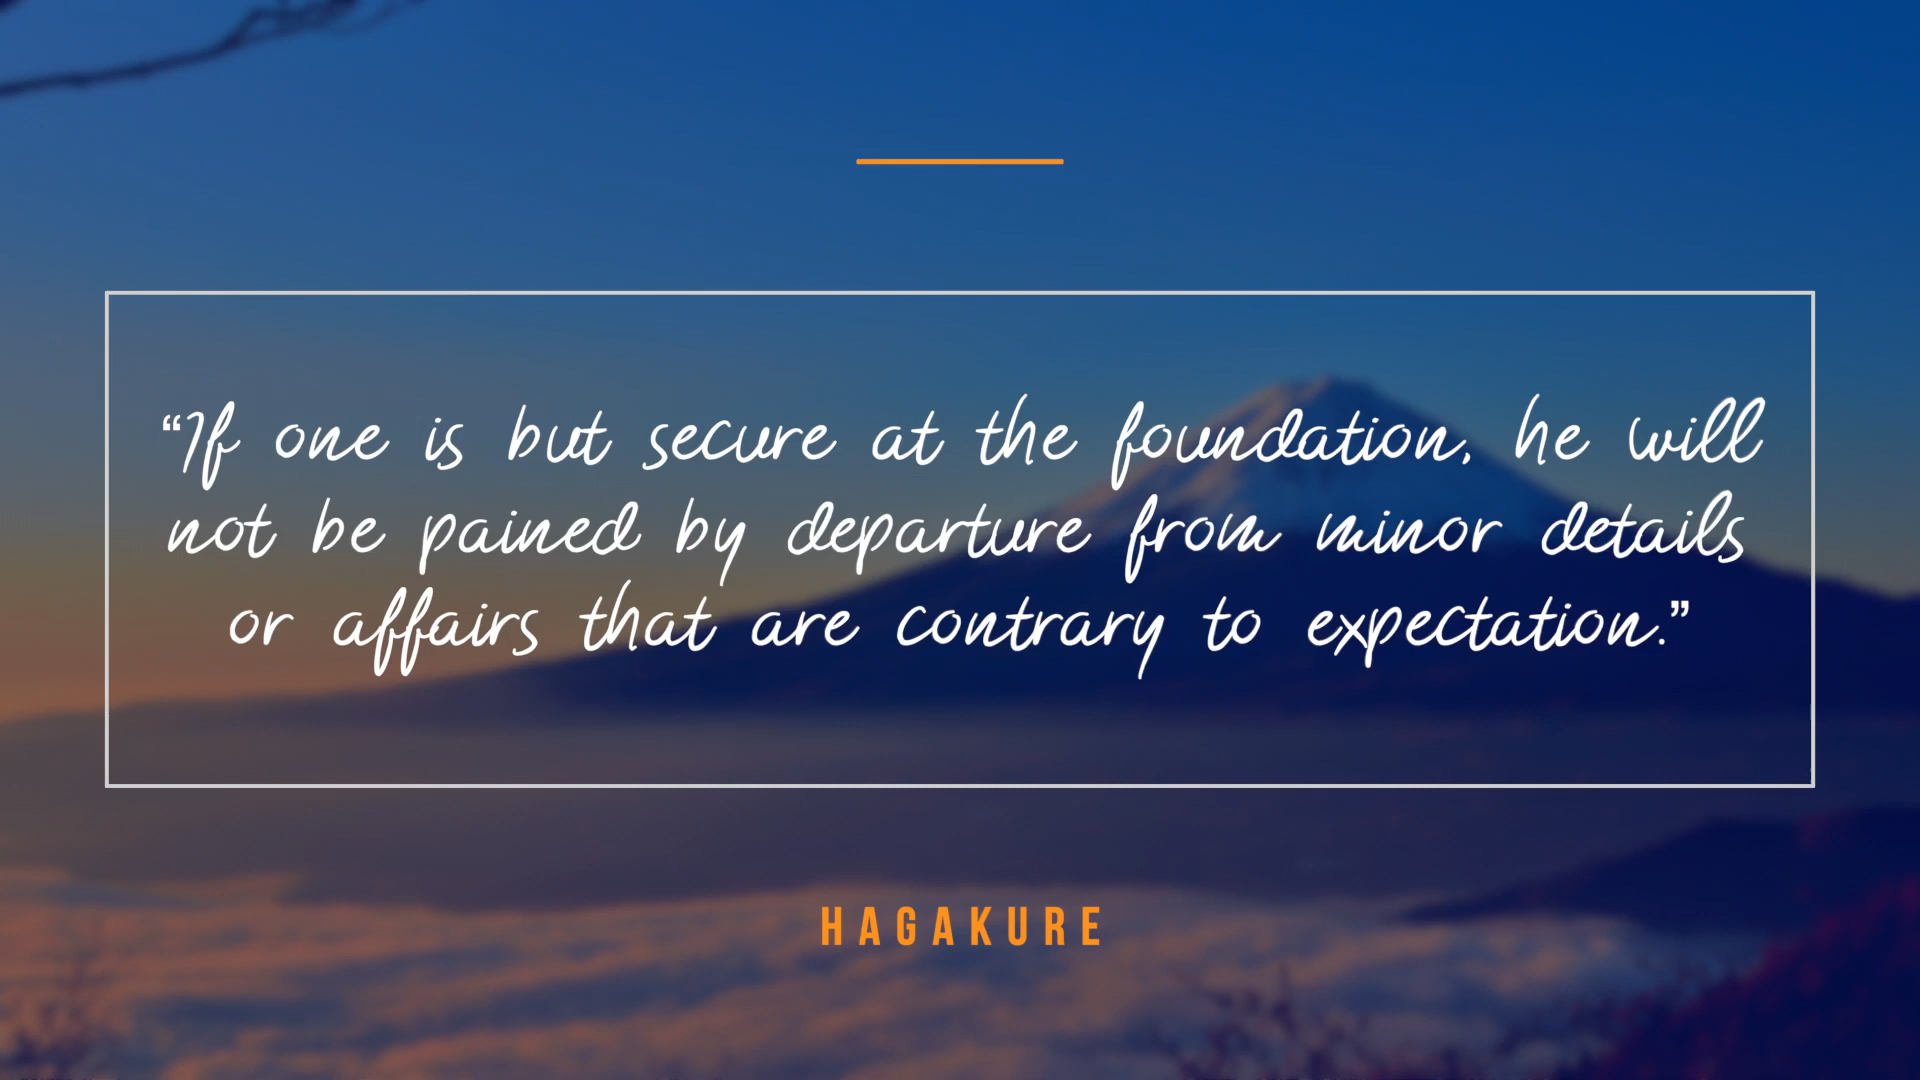 “If one is but secure at the foundation, he will
not be pained by departure from minor details
or affairs that are contrary to expectation.”
HAGAKURE